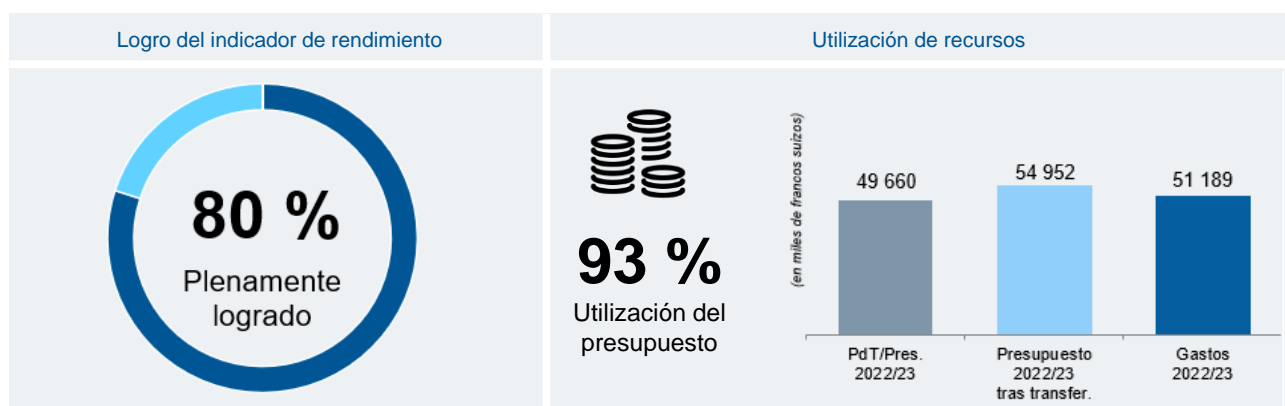 Logro del indicador de rendimiento
80 %
Plenamente
logrado
Utilización de recursos
93 %
Utilización del
presupuesto
(en miles de francos suizos)
49 660
54 952
51 189
PdT/Pres.
2022/23
Presupuesto
2022/23
tras transfer.
Gastos
2022/23